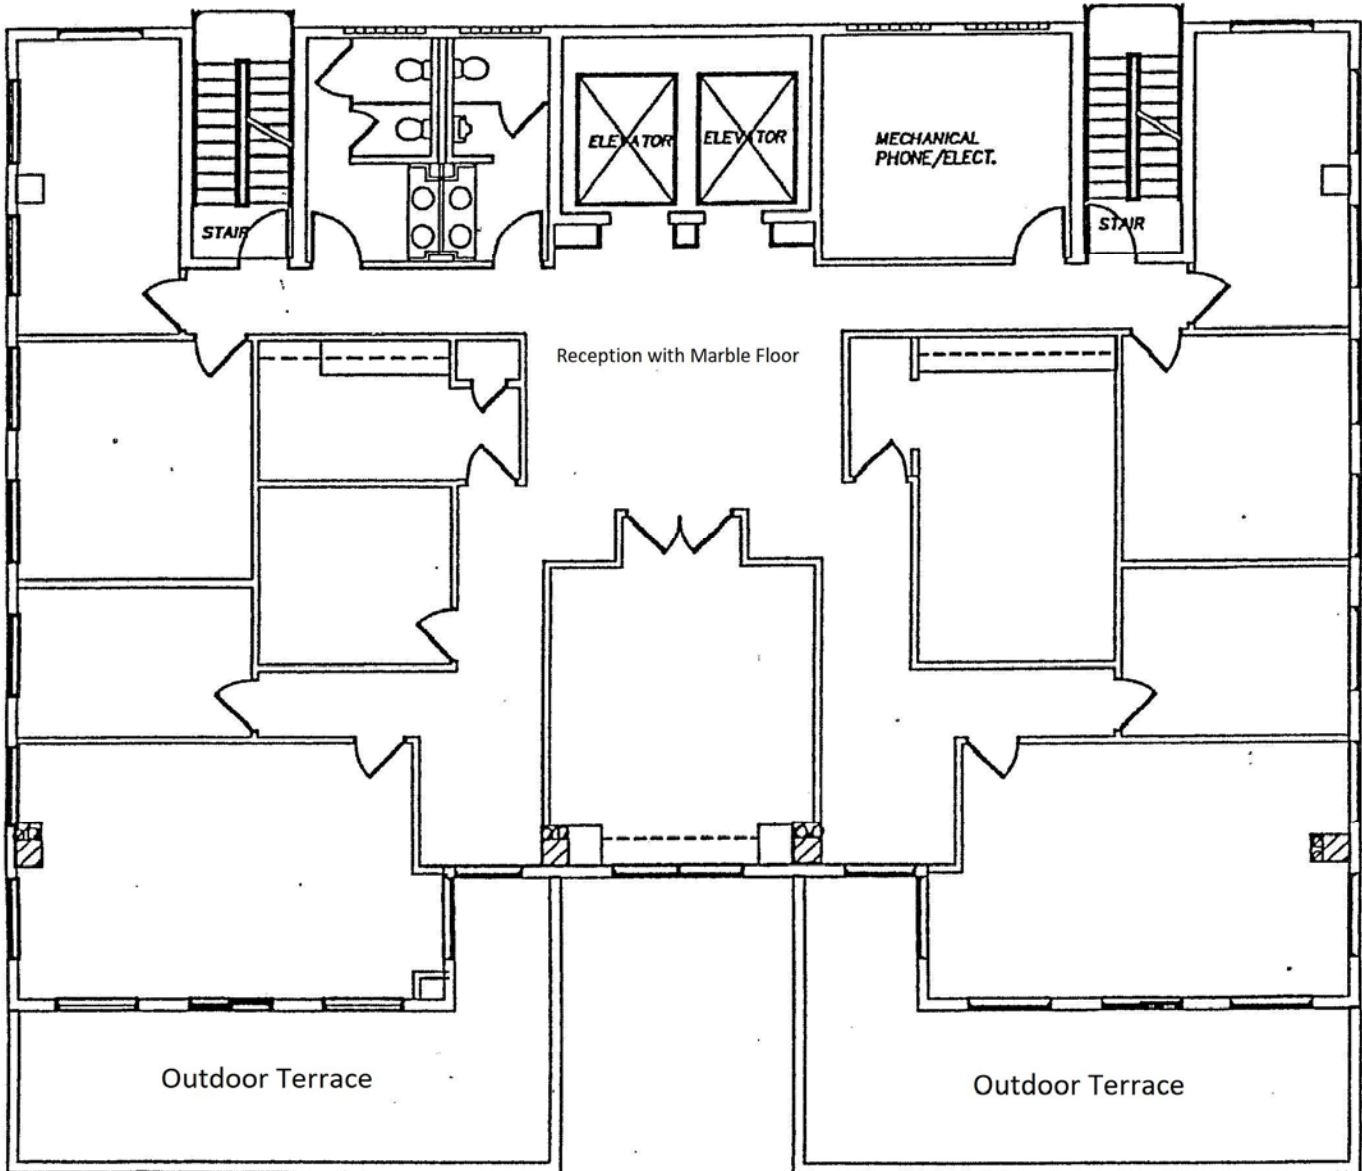 ELEVATOR
ELEVATOR
MECHANICAL
PHONE/ELECT.
STAIR
STAIR
Reception with Marble Floor
Outdoor Terrace
Outdoor Terrace